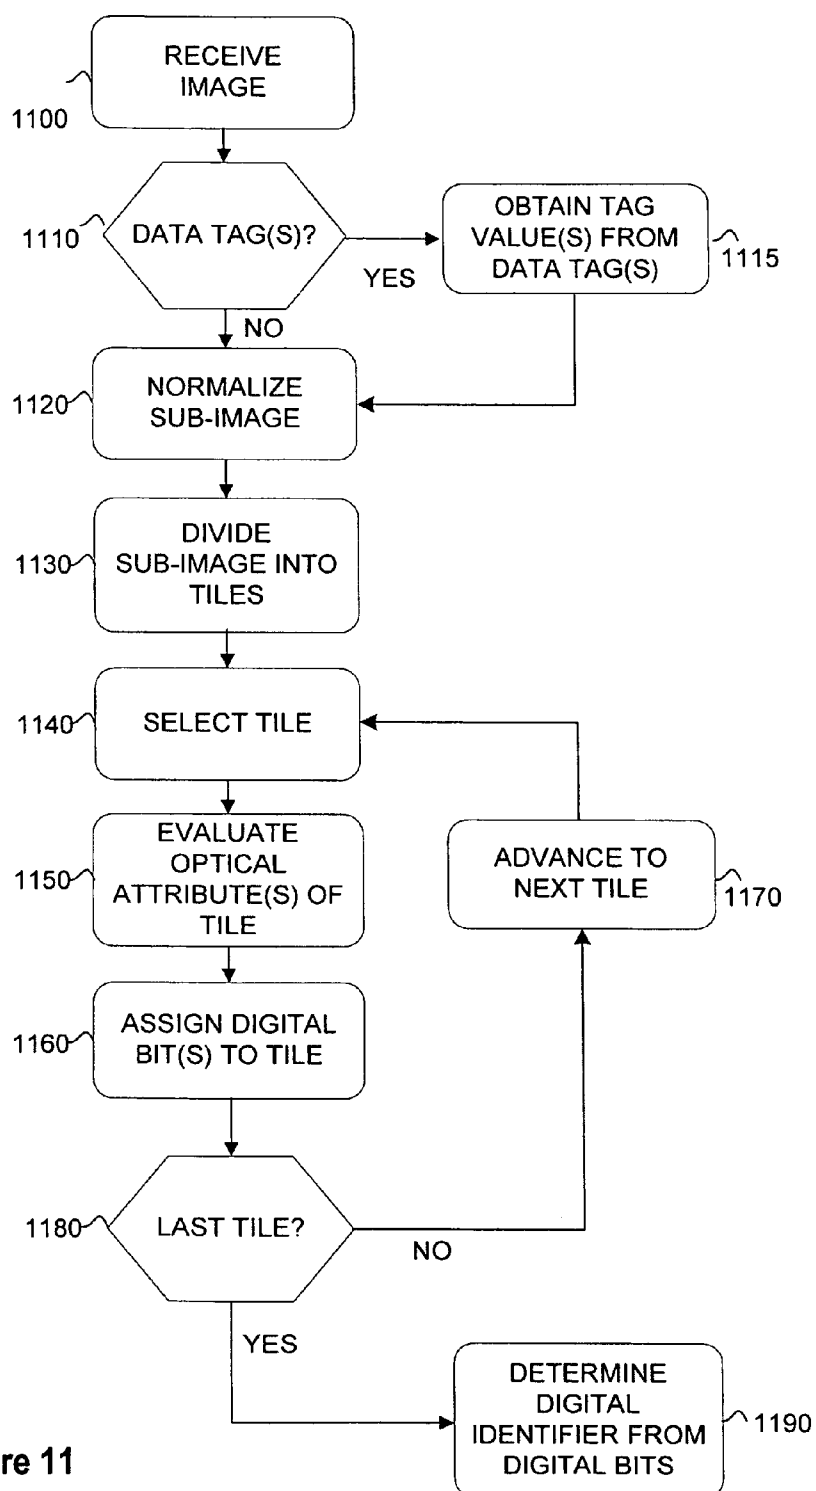 RECEIVE
IMAGE
1100
1110
DATA TAG(S)?
YES
OBTAIN TAG
VALUE(S) FROM
DATA TAG(S)
1115
NO
1120
NORMALIZE
SUB-IMAGE
1130
DIVIDE
SUB-IMAGE INTO
TILES
1140
SELECT TILE
1150
EVALUATE
OPTICAL
ATTRIBUTE(S) OF
TILE
ADVANCE TO
NEXT TILE
1170
1160
ASSIGN DIGITAL
BIT(S) TO TILE
1180
LAST TILE?
NO
YES
DETERMINE
DIGITAL
IDENTIFIER FROM
DIGITAL BITS
1190
re 11